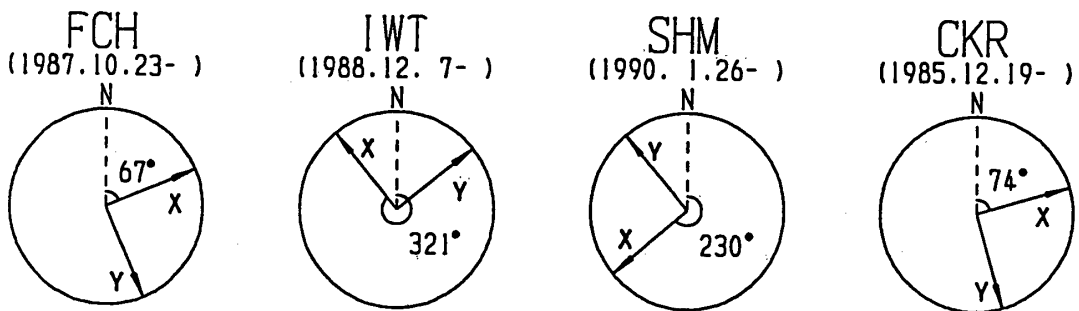 FCH
(1987.10.23- )
N
67°
X
Y
IWT
(1988.12. 7- )
N
X
Y
321°
SHM
(1990. 1.26- )
N
Y
X
230°
CKR
(1985.12.19- )
N
74°
X
Y